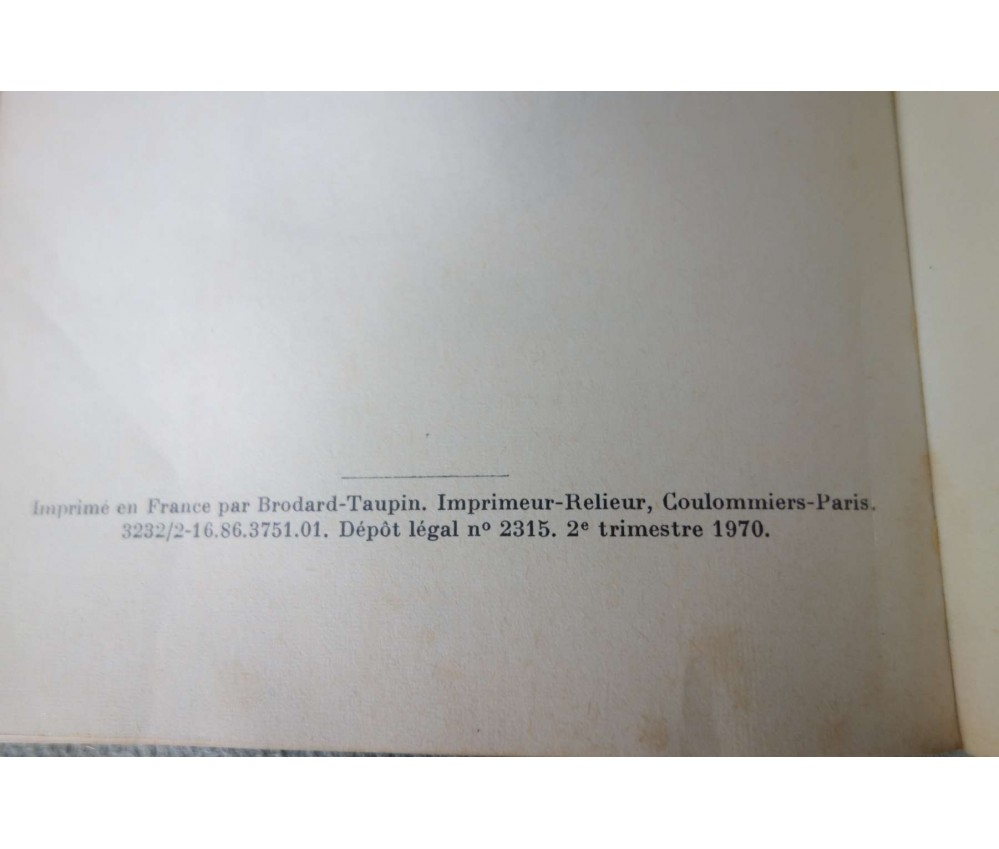 Imprimé en France par Brodard-Taupin. Imprimeur-Relieur, Coulommiers-Paris.
3232/2-16.86.3751.01. Dépôt légal nº 2315. 2e trimestre 1970.